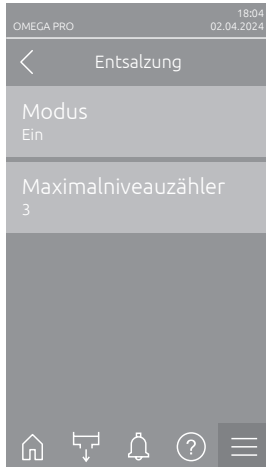 18:04
OMEGA PRO 02.04.2024
Entsalzung
Modus
Ein
Maximalniveauzähler
3
?